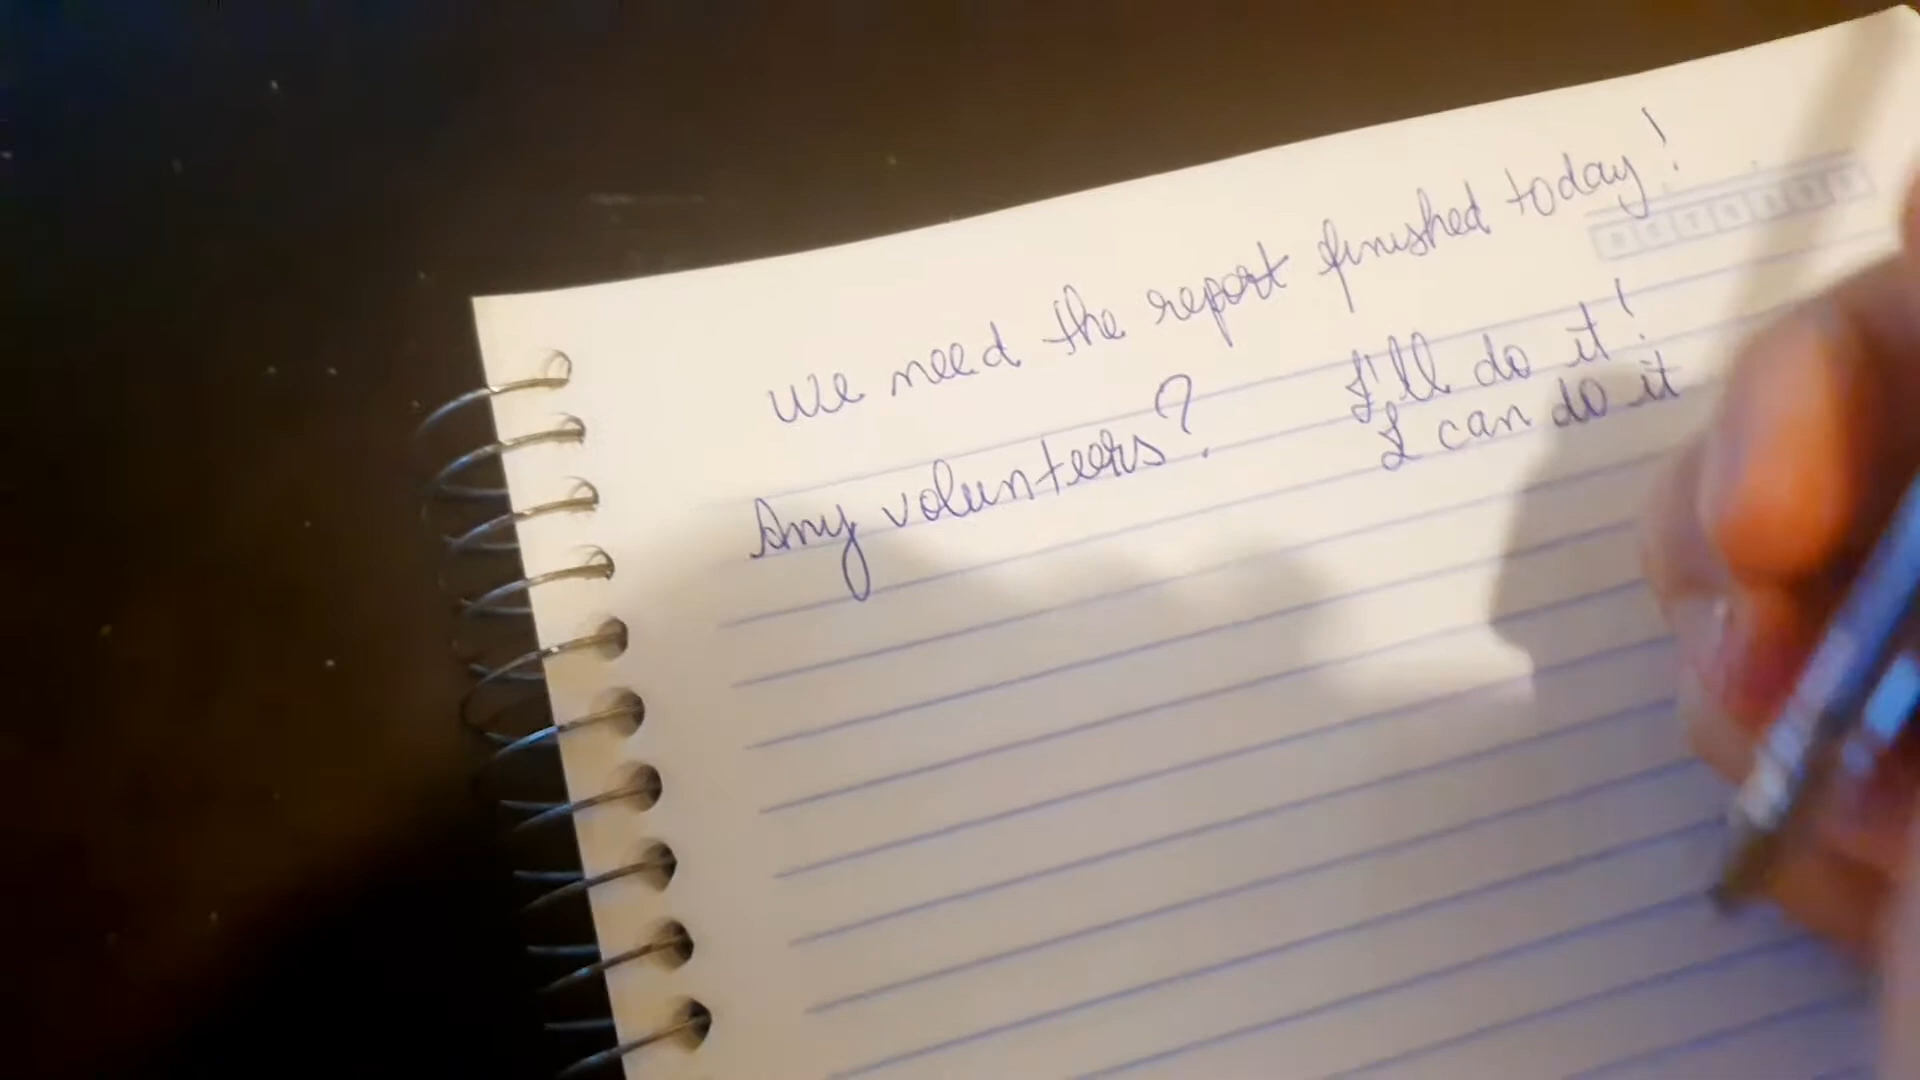 We need the report finished today!
Any volunteers? I'll do it!
I can do it